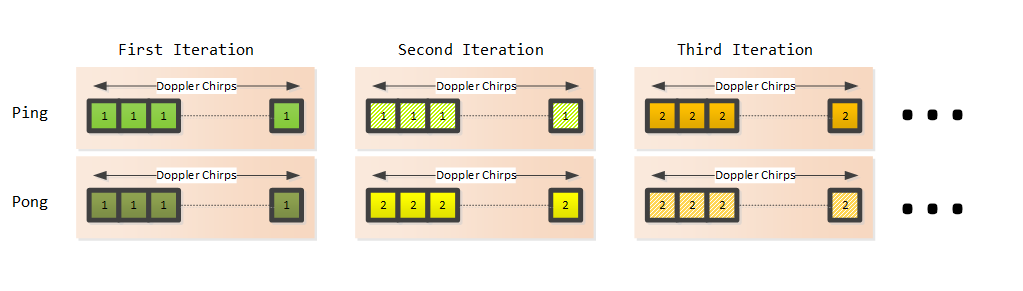 First Iteration Second Iteration Third Iteration
Doppler Chirps Doppler Chirps Doppler Chirps
Ping 1 1 1 1 1 1 1 1 2 2 2 2
Doppler Chirps Doppler Chirps Doppler Chirps
Pong 1 1 1 1 2 2 2 2 2 2 2 2